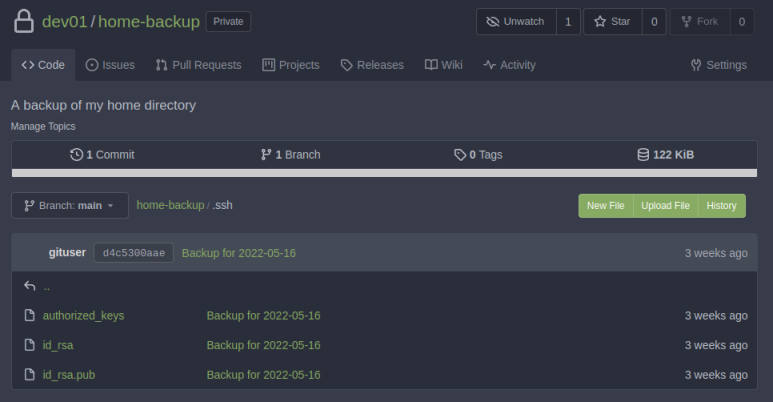 dev01 / home-backup Private Unwatch 1 Star 0 Fork 0
Code Issues Pull Requests Projects Releases Wiki Activity Settings
A backup of my home directory
Manage Topics
1 Commit 1 Branch 0 Tags 122 KiB
Branch: main home-backup / .ssh New File Upload File History
gituser d4c5300aae Backup for 2022-05-16 3 weeks ago
..
authorized_keys Backup for 2022-05-16 3 weeks ago
id_rsa Backup for 2022-05-16 3 weeks ago
id_rsa.pub Backup for 2022-05-16 3 weeks ago